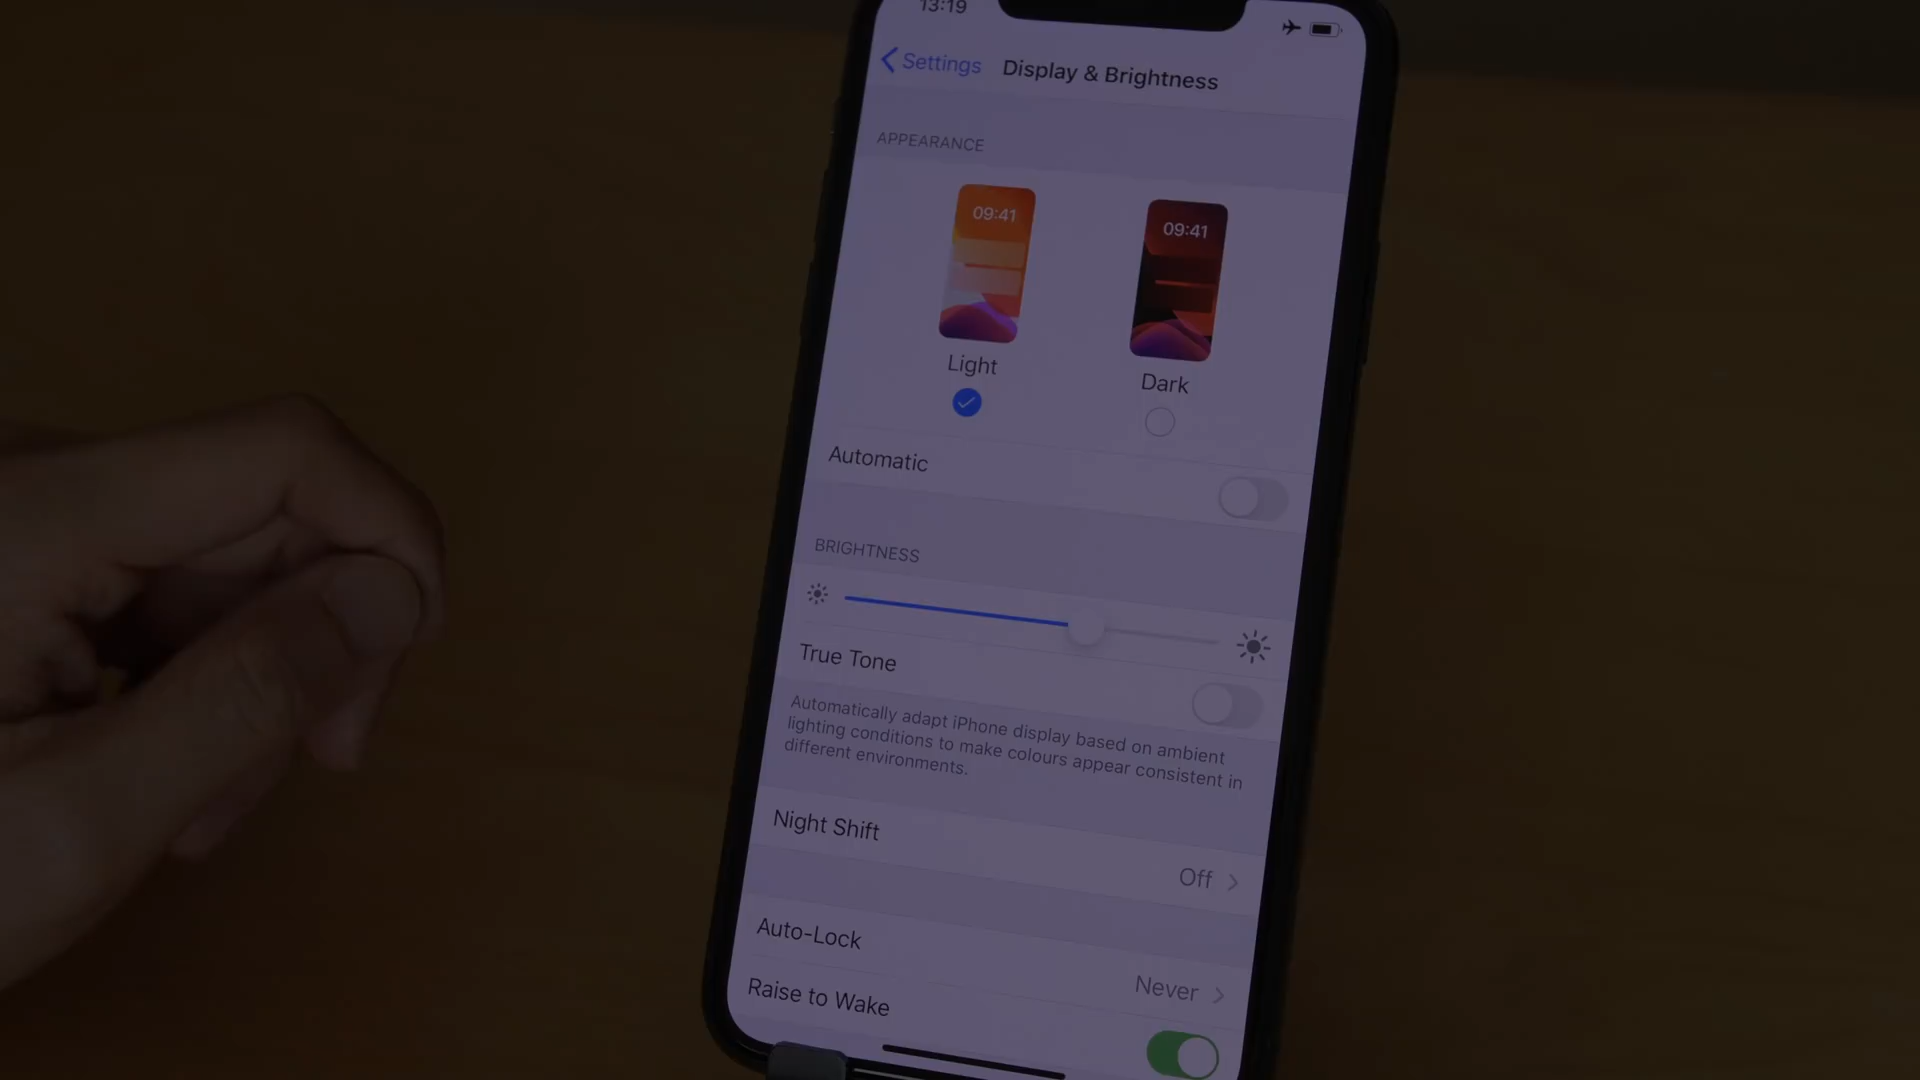 13:19
Settings
Display & Brightness
APPEARANCE
09:41
09:41
Light
Dark
Automatic
BRIGHTNESS
True Tone
Automatically adapt iPhone display based on ambient
lighting conditions to make colours appear consistent in
different environments.
Night Shift
Off
Auto-Lock
Never
Raise to Wake